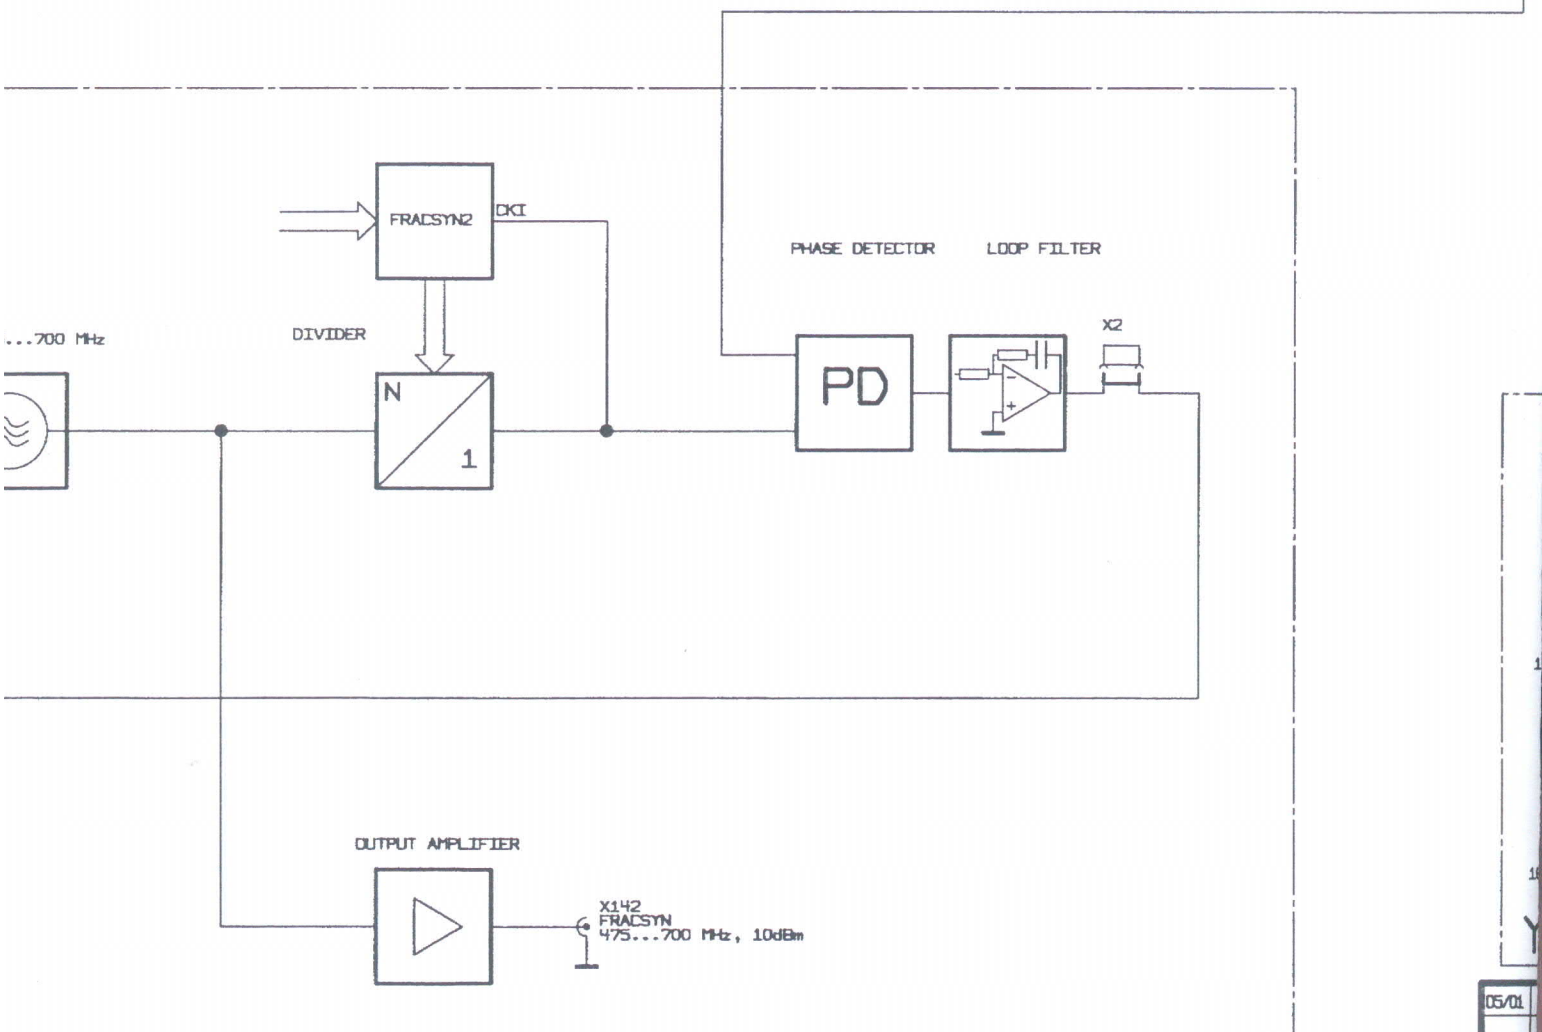 FRACSYN2
CKI
PHASE DETECTOR
LOOP FILTER
...700 MHz
DIVIDER
X2
N
1
PD
-
+
OUTPUT AMPLIFIER
X142
FRACSYN
475...700 MHz, 10dBm
05/01